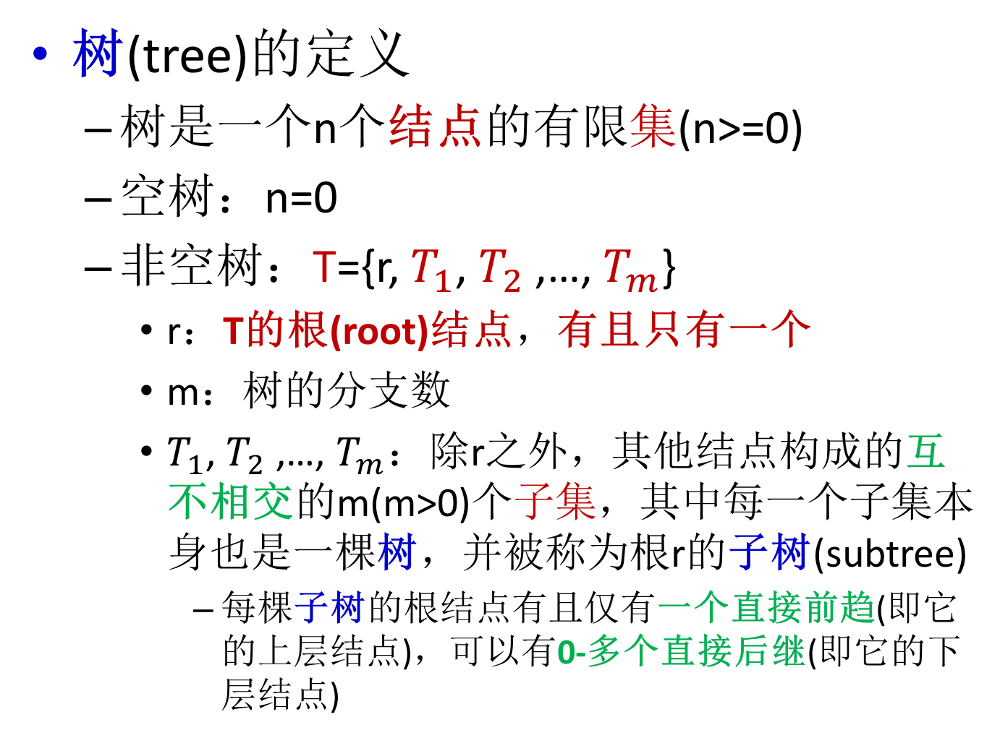 • 树(tree)的定义
– 树是一个n个结点的有限集(n>=0)
– 空树：n=0
– 非空树：T={r, T₁, T₂ ,…, Tₘ}
• r：T的根(root)结点，有且只有一个
• m：树的分支数
• T₁, T₂ ,…, Tₘ：除r之外，其他结点构成的互
不相交的m(m>0)个子集，其中每一个子集本
身也是一棵树，并被称为根r的子树(subtree)
– 每棵子树的根结点有且仅有一个直接前趋(即它
的上层结点)，可以有0-多个直接后继(即它的下
层结点)